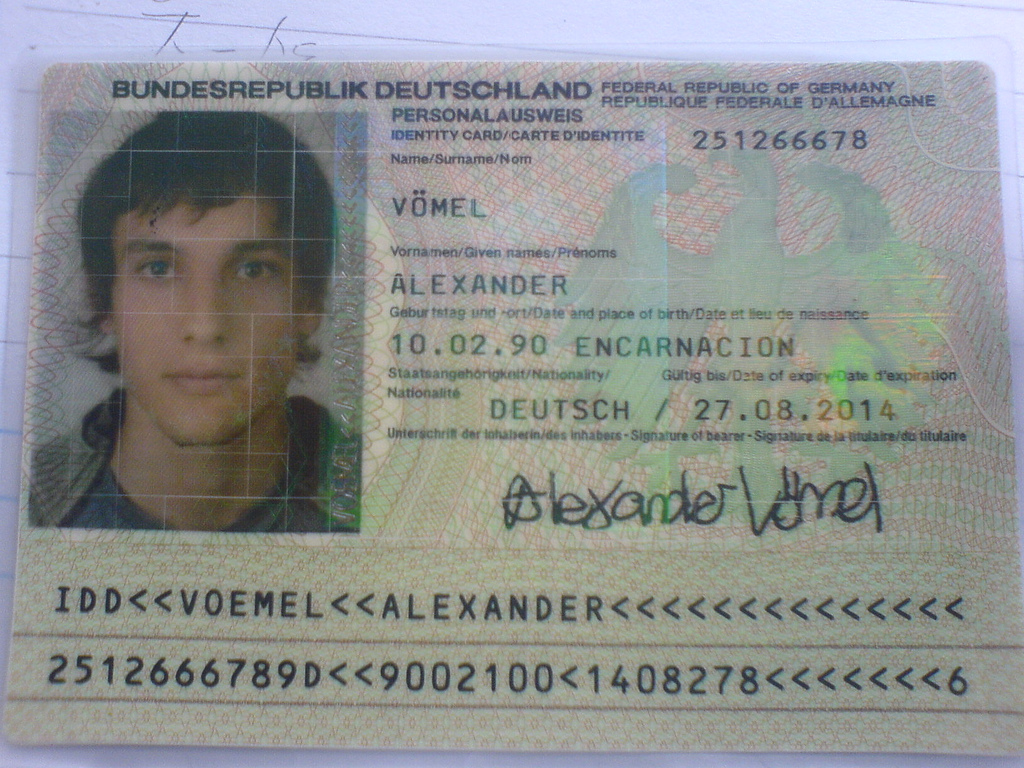 BUNDESREPUBLIK DEUTSCHLAND FEDERAL REPUBLIC OF GERMANY
REPUBLIQUE FEDERALE D'ALLEMAGNE
PERSONALAUSWEIS
IDENTITY CARD/CARTE D'IDENTITE 251266678
Name/Surname/Nom
VÖMEL
Vornamen/Given names/Prénoms
ALEXANDER
Geburtstag und -ort/Date and place of birth/Date et lieu de naissance
10.02.90 ENCARNACION
Staatsangehörigkeit/Nationality/ Gültig bis/Date of expiry/Date d'expiration
Nationalité
DEUTSCH / 27.08.2014
Unterschrift der Inhaberin/des Inhabers - Signature of bearer - Signature de la titulaire/du titulaire
Alexander Vömel
IDD<<VOEMEL<<ALEXANDER<<<<<<<<<<<<<<
2512666789D<<9002100<1408278<<<<<<<6